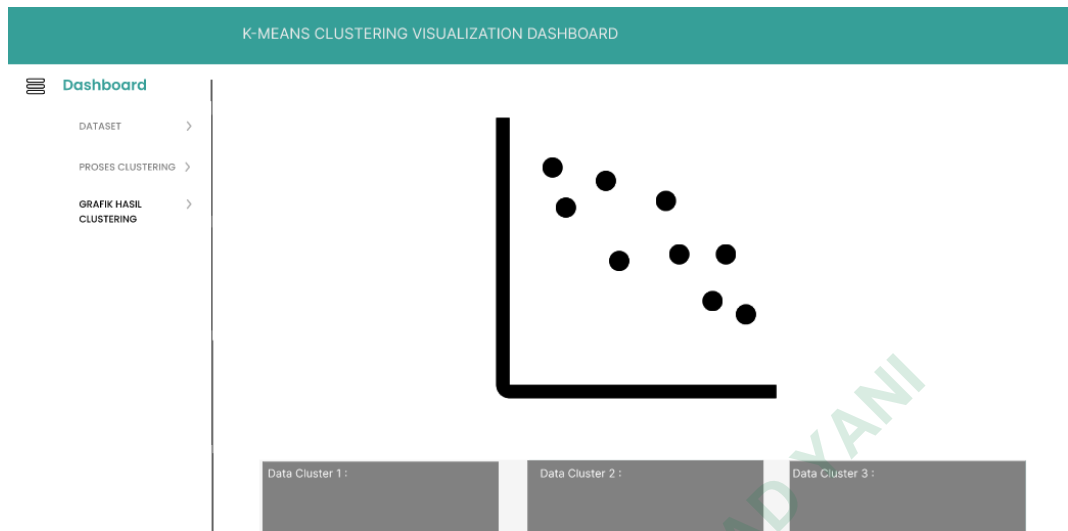 K-MEANS CLUSTERING VISUALIZATION DASHBOARD
Dashboard
DATASET
PROSES CLUSTERING
GRAFIK HASIL
CLUSTERING
Data Cluster 1 :
Data Cluster 2 :
Data Cluster 3 :
YANI